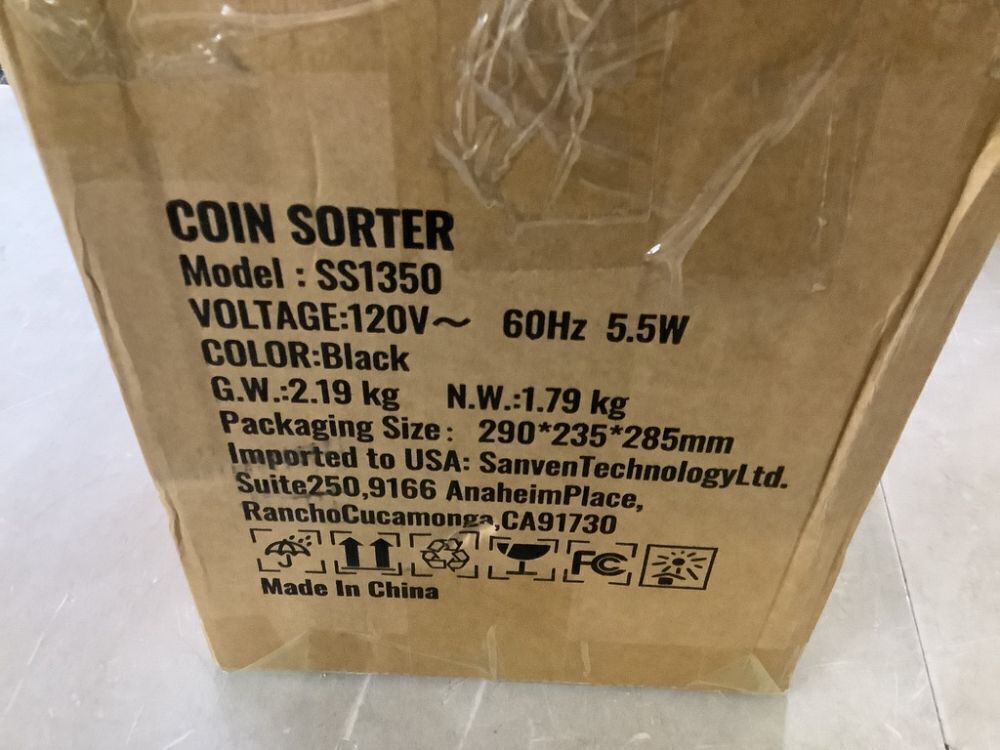 COIN SORTER
Model : SS1350
VOLTAGE:120V～ 60Hz 5.5W
COLOR:Black
G.W.:2.19 kg N.W.:1.79 kg
Packaging Size: 290*235*285mm
Imported to USA: SanvenTechnologyLtd.
Suite250,9166 AnaheimPlace,
RanchoCucamonga,CA91730
FC
Made In China